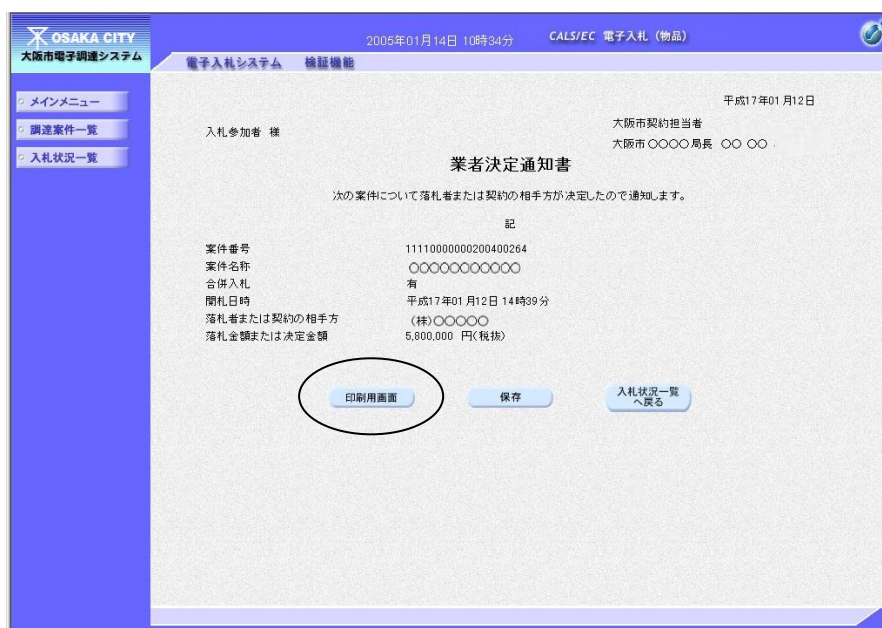 OSAKA CITY
大阪市電子調達システム
2005年01月14日 10時34分
CALS/EC 電子入札（物品）
電子入札システム 検証機能
メインメニュー
調達案件一覧
入札状況一覧
平成17年01月12日
入札参加者 様
大阪市契約担当者
大阪市〇〇〇〇局長 〇〇 〇〇
業者決定通知書
次の案件について落札者または契約の相手方が決定したので通知します。
記
案件番号 11110000000200400264
案件名称 〇〇〇〇〇〇〇〇〇〇〇
合併入札 有
開札日時 平成17年01月12日 14時39分
落札者または契約の相手方 (株)〇〇〇〇〇
落札金額または決定金額 5,800,000 円(税抜)
印刷用画面
保存
入札状況一覧
へ戻る